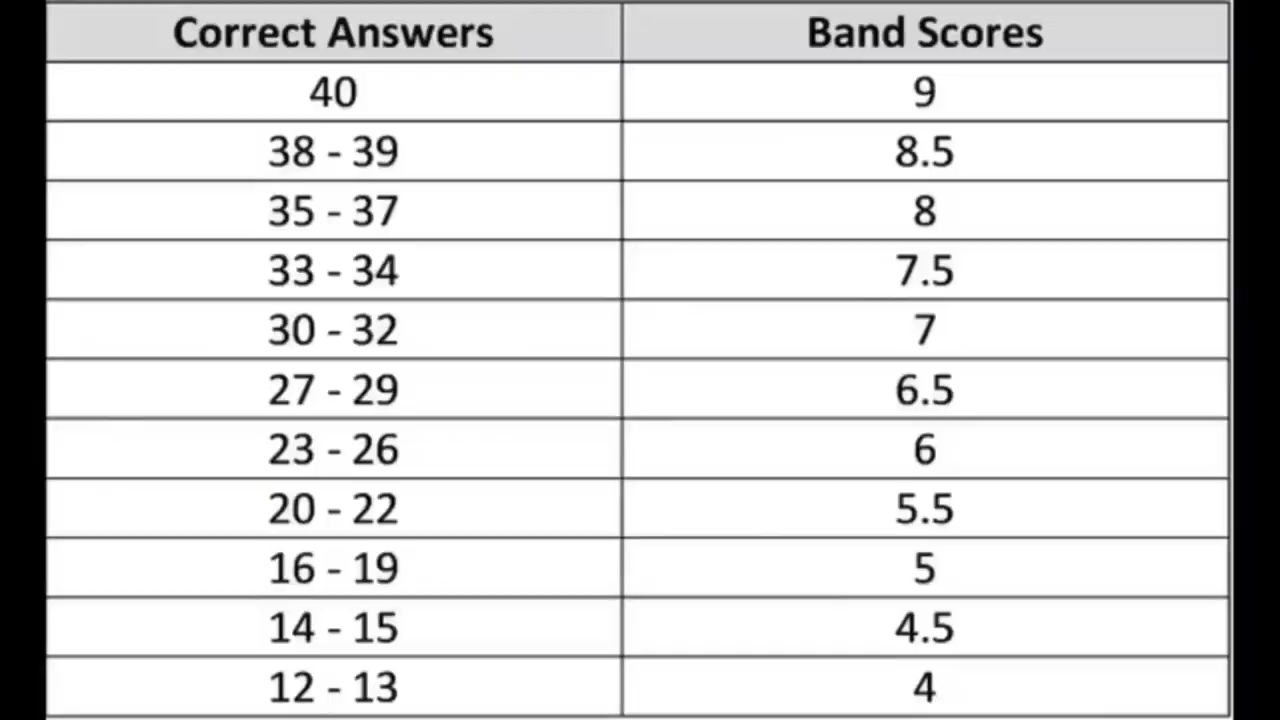 Correct Answers Band Scores
40 9
38 - 39 8.5
35 - 37 8
33 - 34 7.5
30 - 32 7
27 - 29 6.5
23 - 26 6
20 - 22 5.5
16 - 19 5
14 - 15 4.5
12 - 13 4